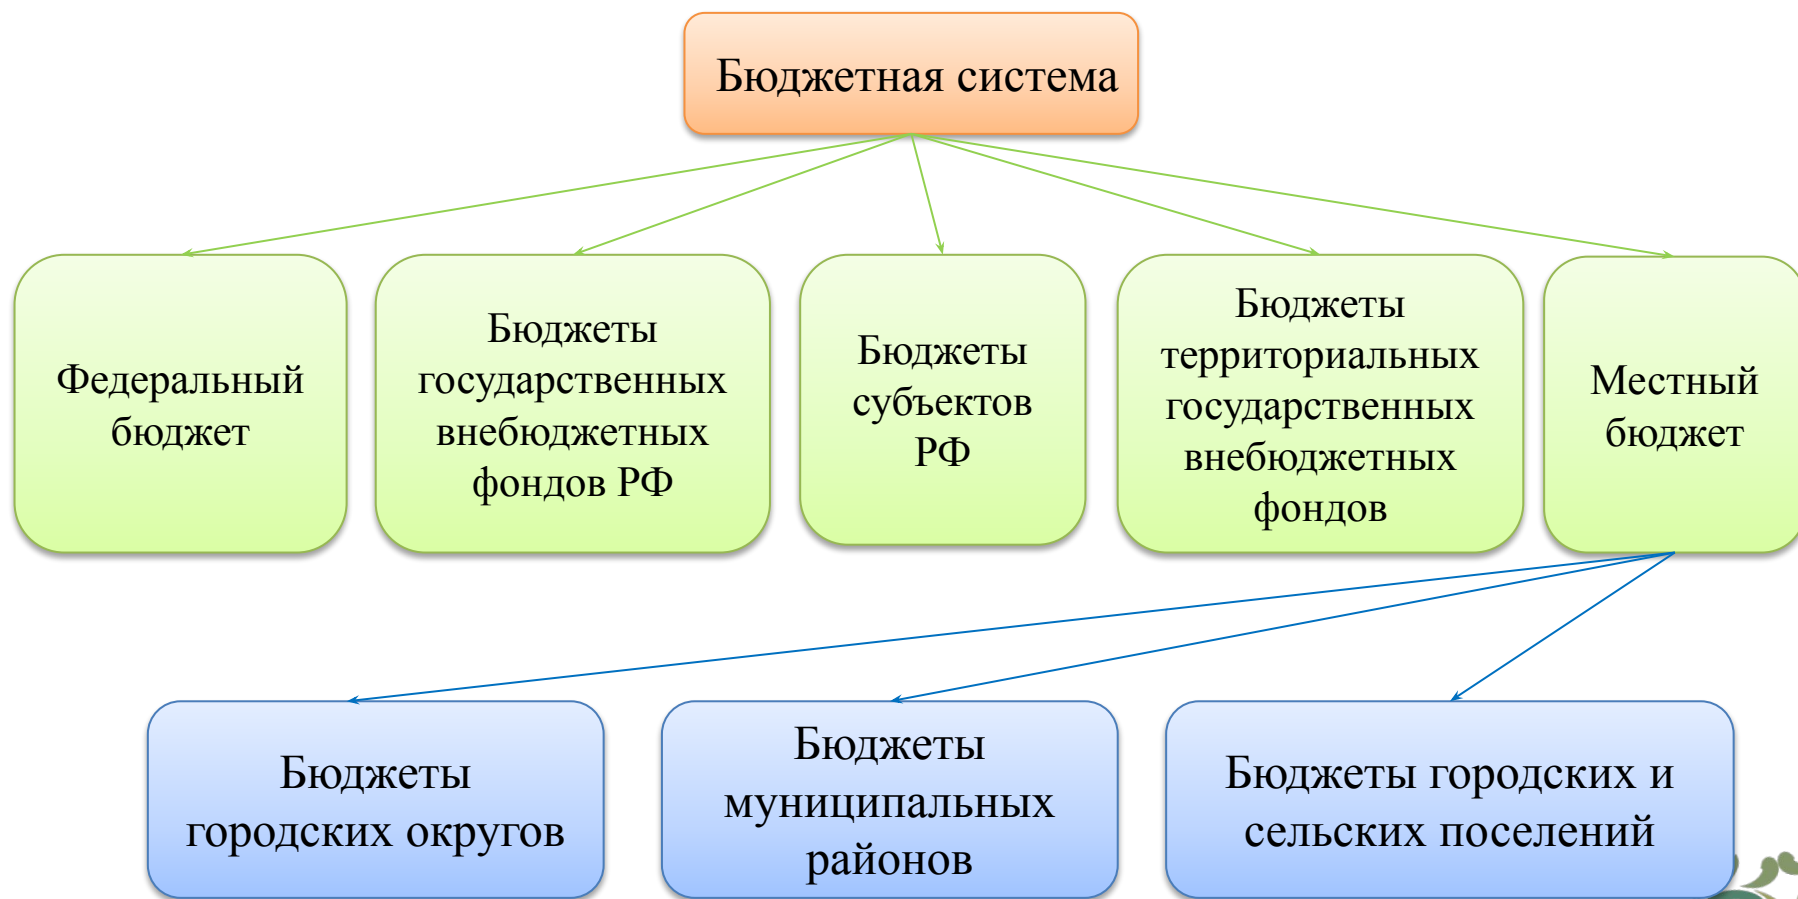 Бюджетная система
Федеральный
бюджет
Бюджеты
государственных
внебюджетных
фондов РФ
Бюджеты
субъектов
РФ
Бюджеты
территориальных
государственных
внебюджетных
фондов
Местный
бюджет
Бюджеты
городских округов
Бюджеты
муниципальных
районов
Бюджеты городских и
сельских поселений